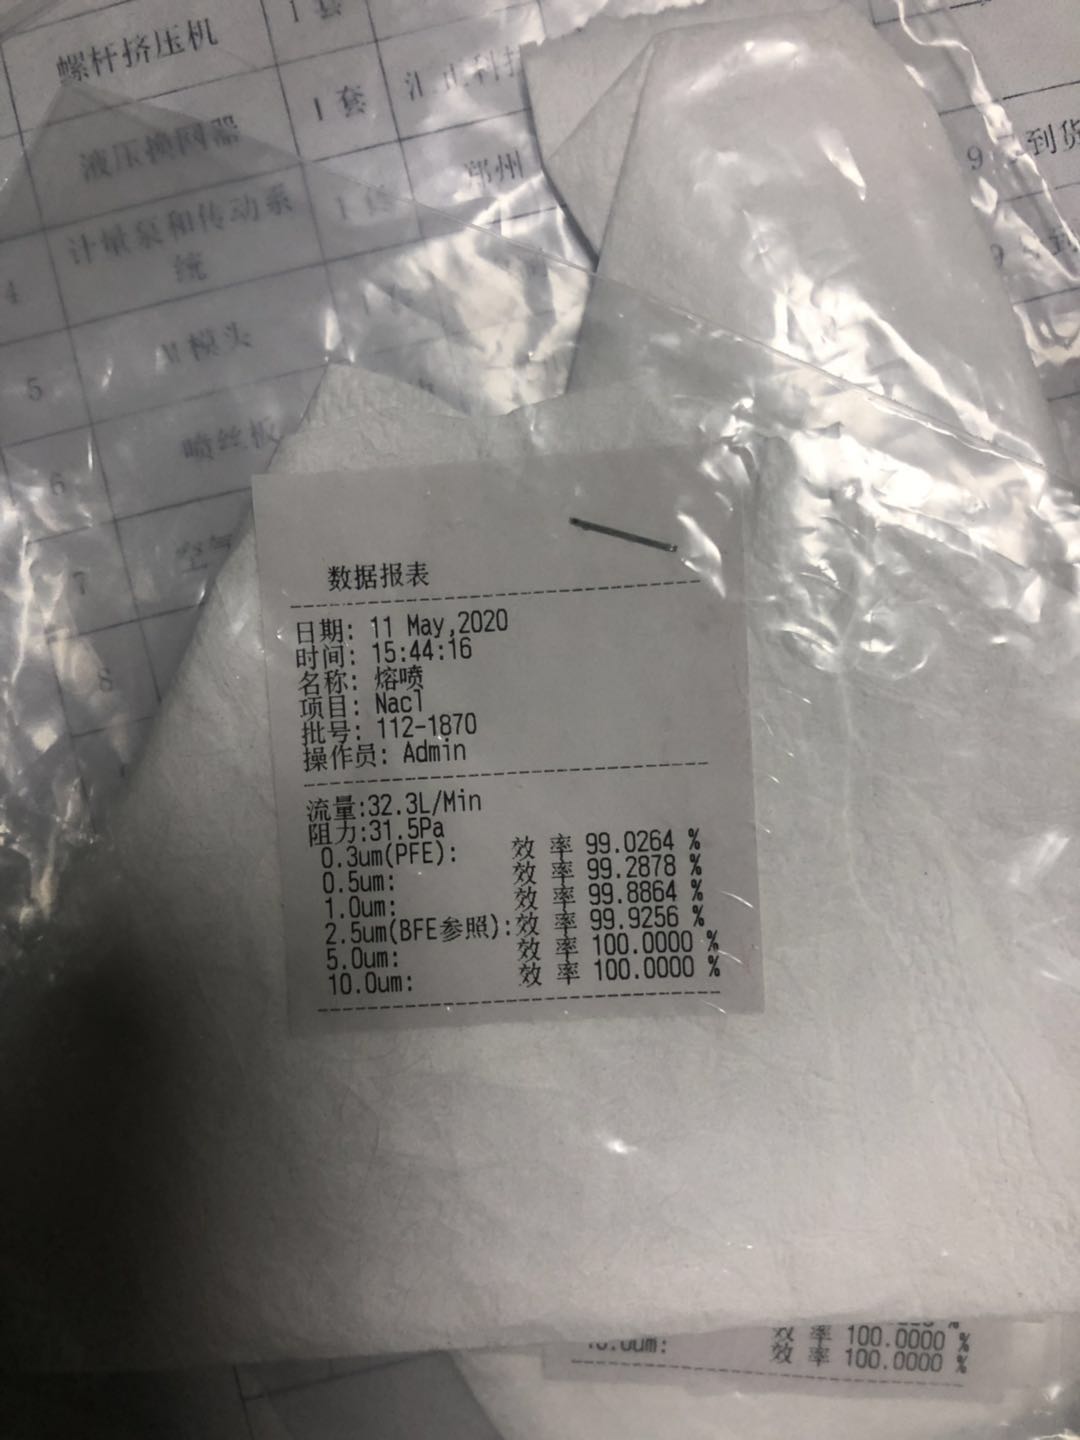 螺杆挤压机 1 套
液压换网器 1 套
郑州
9 到货
4 计量泵和传动系统
5 模头
6 喷丝板
7
8
数据报表
日期: 11 May,2020
时间: 15:44:16
名称: 熔喷
项目: Nacl
批号: 112-1870
操作员: Admin
流量:32.3L/Min
阻力:31.5Pa
0.3um(PFE): 效 率 99.0264 %
0.5um: 效 率 99.2878 %
1.0um: 效 率 99.8864 %
2.5um(BFE参照):效 率 99.9256 %
5.0um: 效 率 100.0000 %
10.0um: 效 率 100.0000 %
效 率 100.0000 %
10.0um: 效 率 100.0000 %